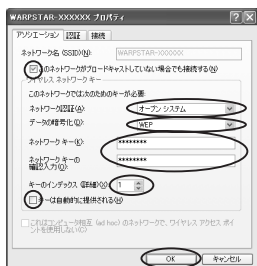 WARPSTAR-XXXXXX プロパティ
アソシエーション 認証 接続
ネットワーク名 (SSID)(N): WARPSTAR-XXXXXX
このネットワークがブロードキャストしていない場合でも接続する(N)
ワイヤレス ネットワーク キー
このネットワークでは次のためのキーが必要:
ネットワーク認証(A): オープン システム
データの暗号化(D): WEP
ネットワーク キー(K): ********
ネットワーク キーの確認入力(O): ********
キーのインデックス (詳細)(X): 1
キーは自動的に提供される(H)
これはコンピュータ相互 (ad hoc) のネットワークで、ワイヤレス アクセス ポイントを使用しない(C)
OK キャンセル